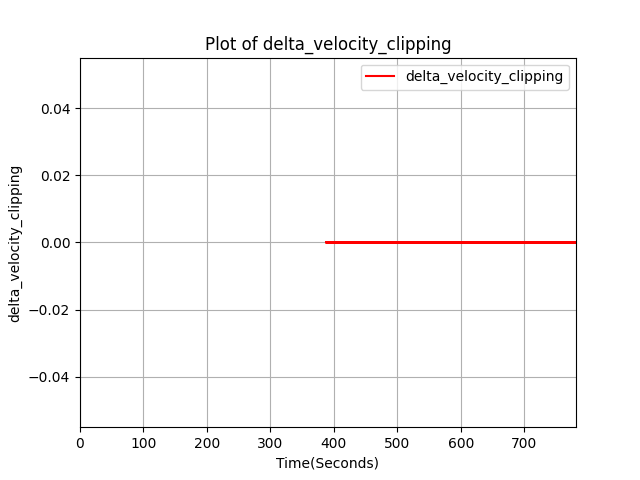 Plot of delta_velocity_clipping
delta_velocity_clipping
delta_velocity_clipping
0.04
0.02
0.00
−0.02
−0.04
0 100 200 300 400 500 600 700
Time(Seconds)